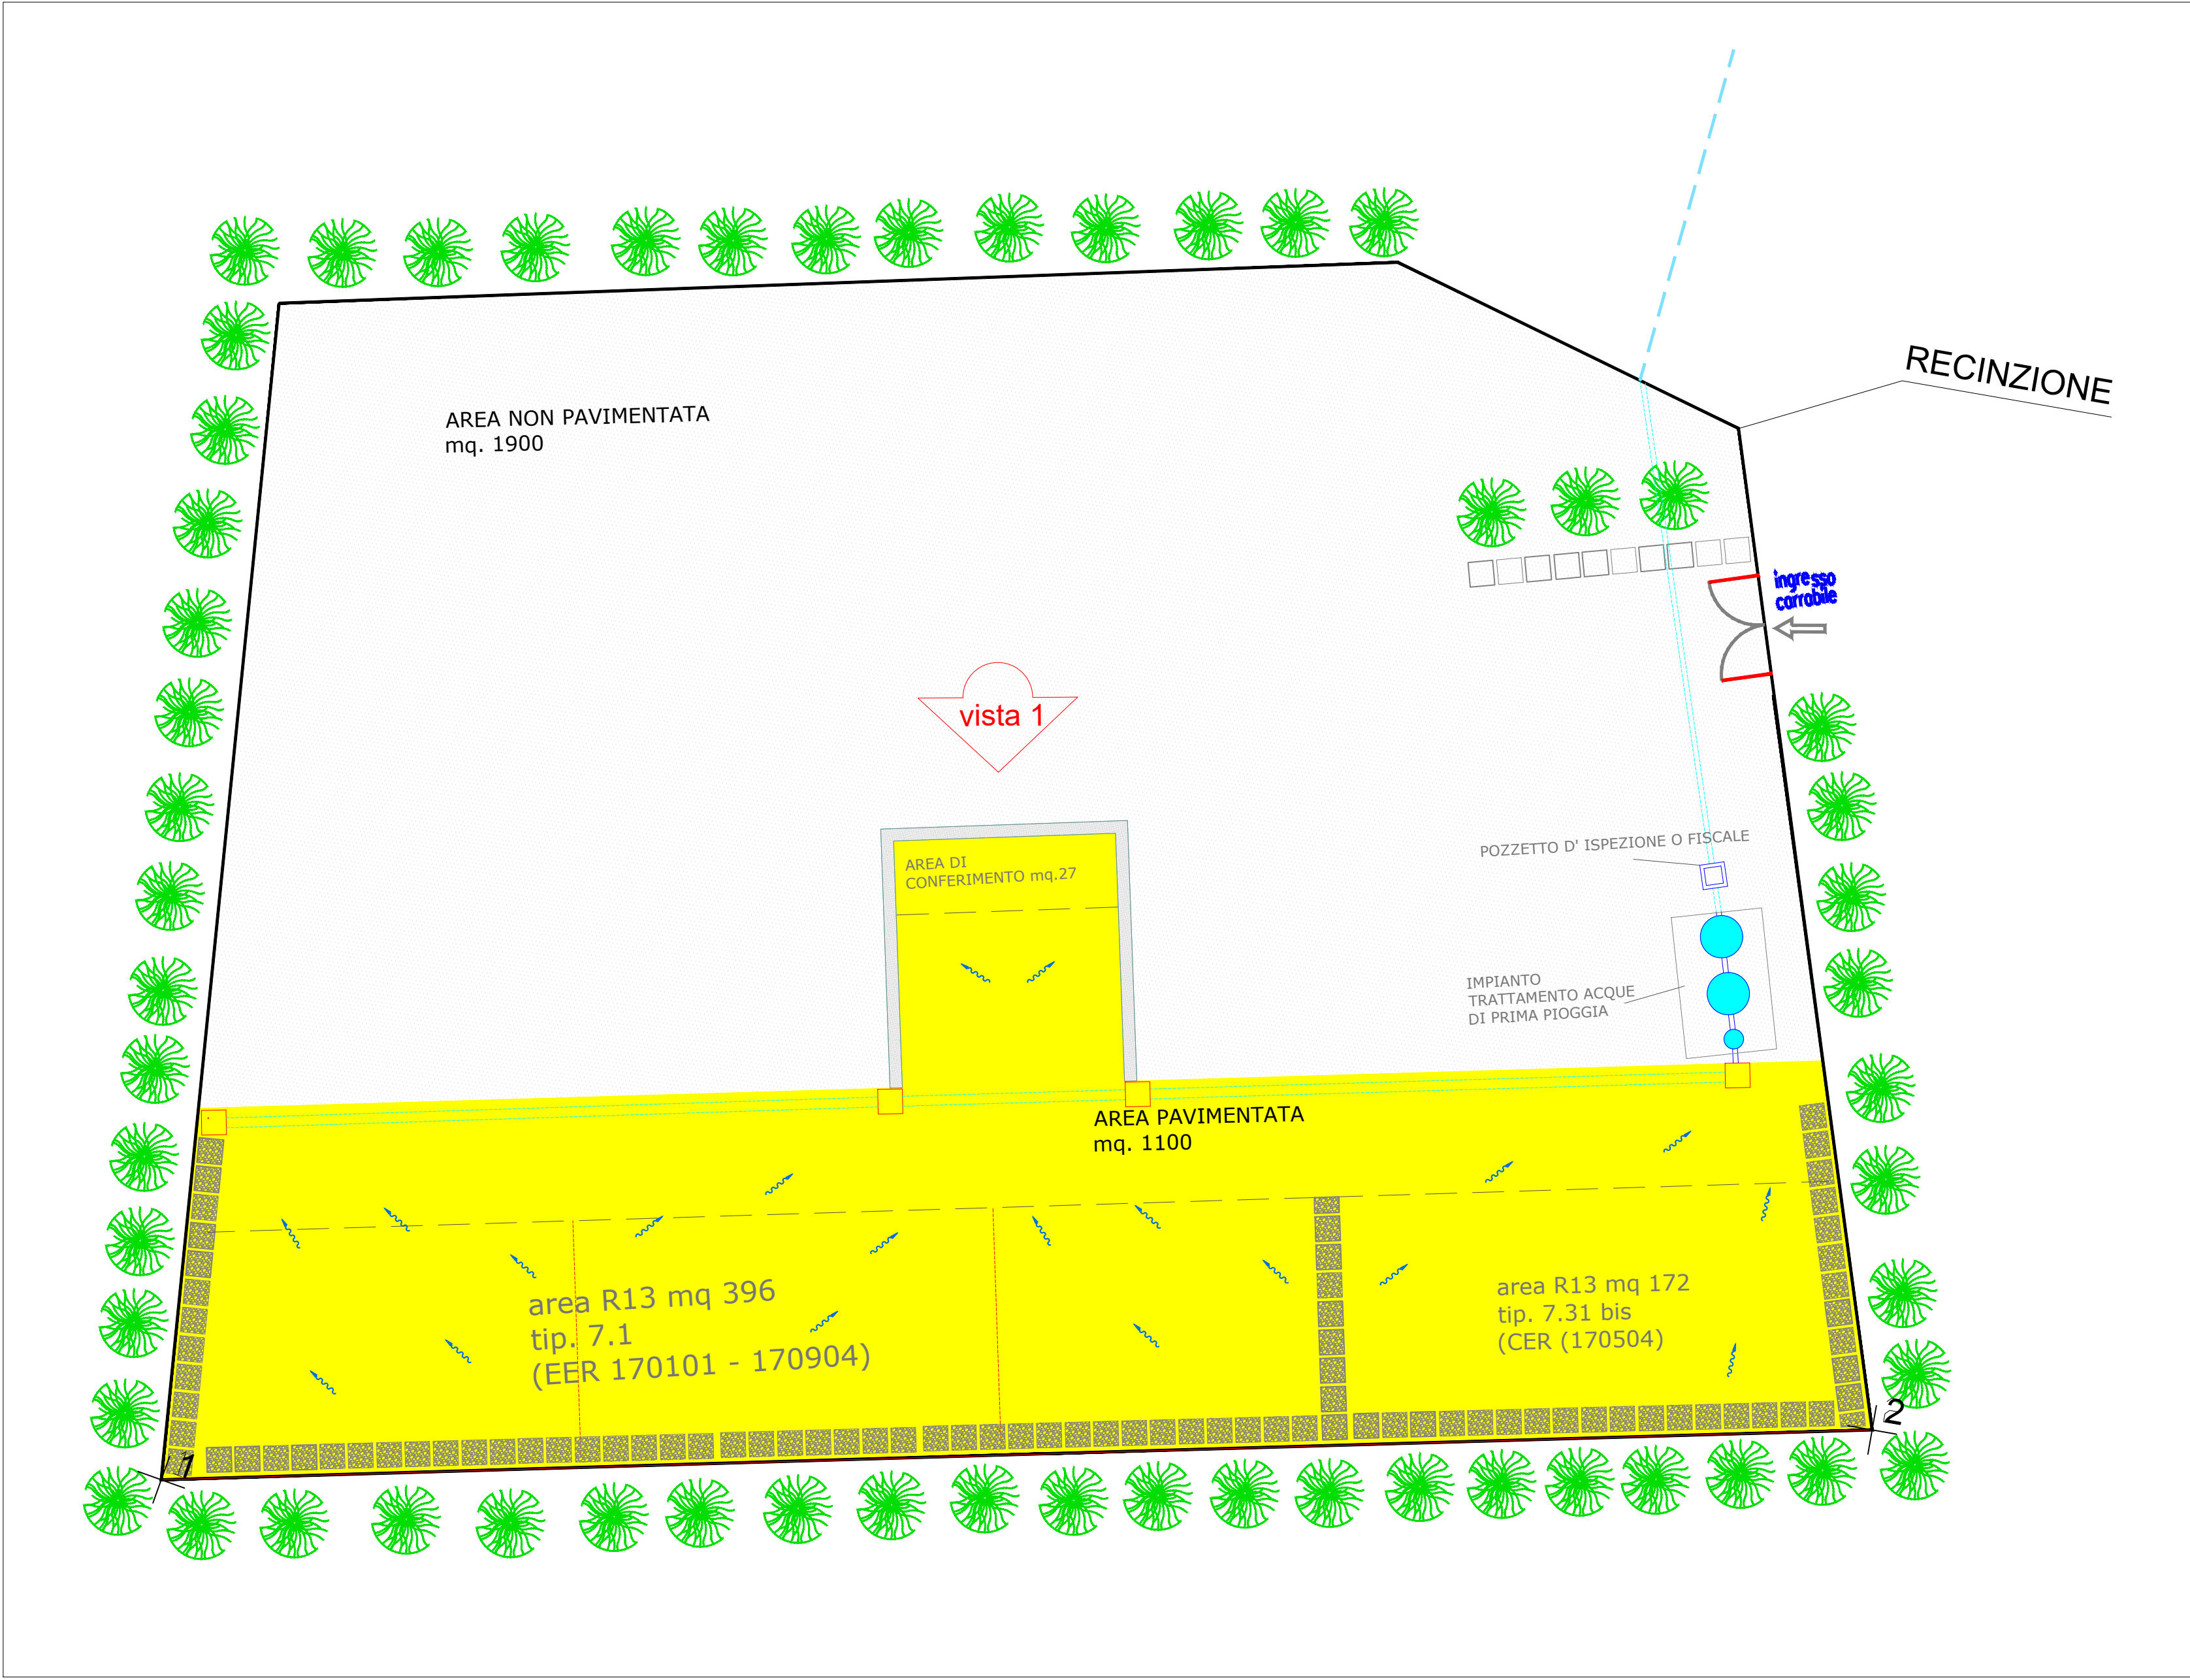 RECINZIONE
AREA NON PAVIMENTATA
mq. 1900
ingresso
carrabile
vista 1
POZZETTO D' ISPEZIONE O FISCALE
AREA DI
CONFERIMENTO mq.27
IMPIANTO
TRATTAMENTO ACQUE
DI PRIMA PIOGGIA
AREA PAVIMENTATA
mq. 1100
area R13 mq 396
tip. 7.1
(EER 170101 - 170904)
area R13 mq 172
tip. 7.31 bis
(CER (170504)
1
2